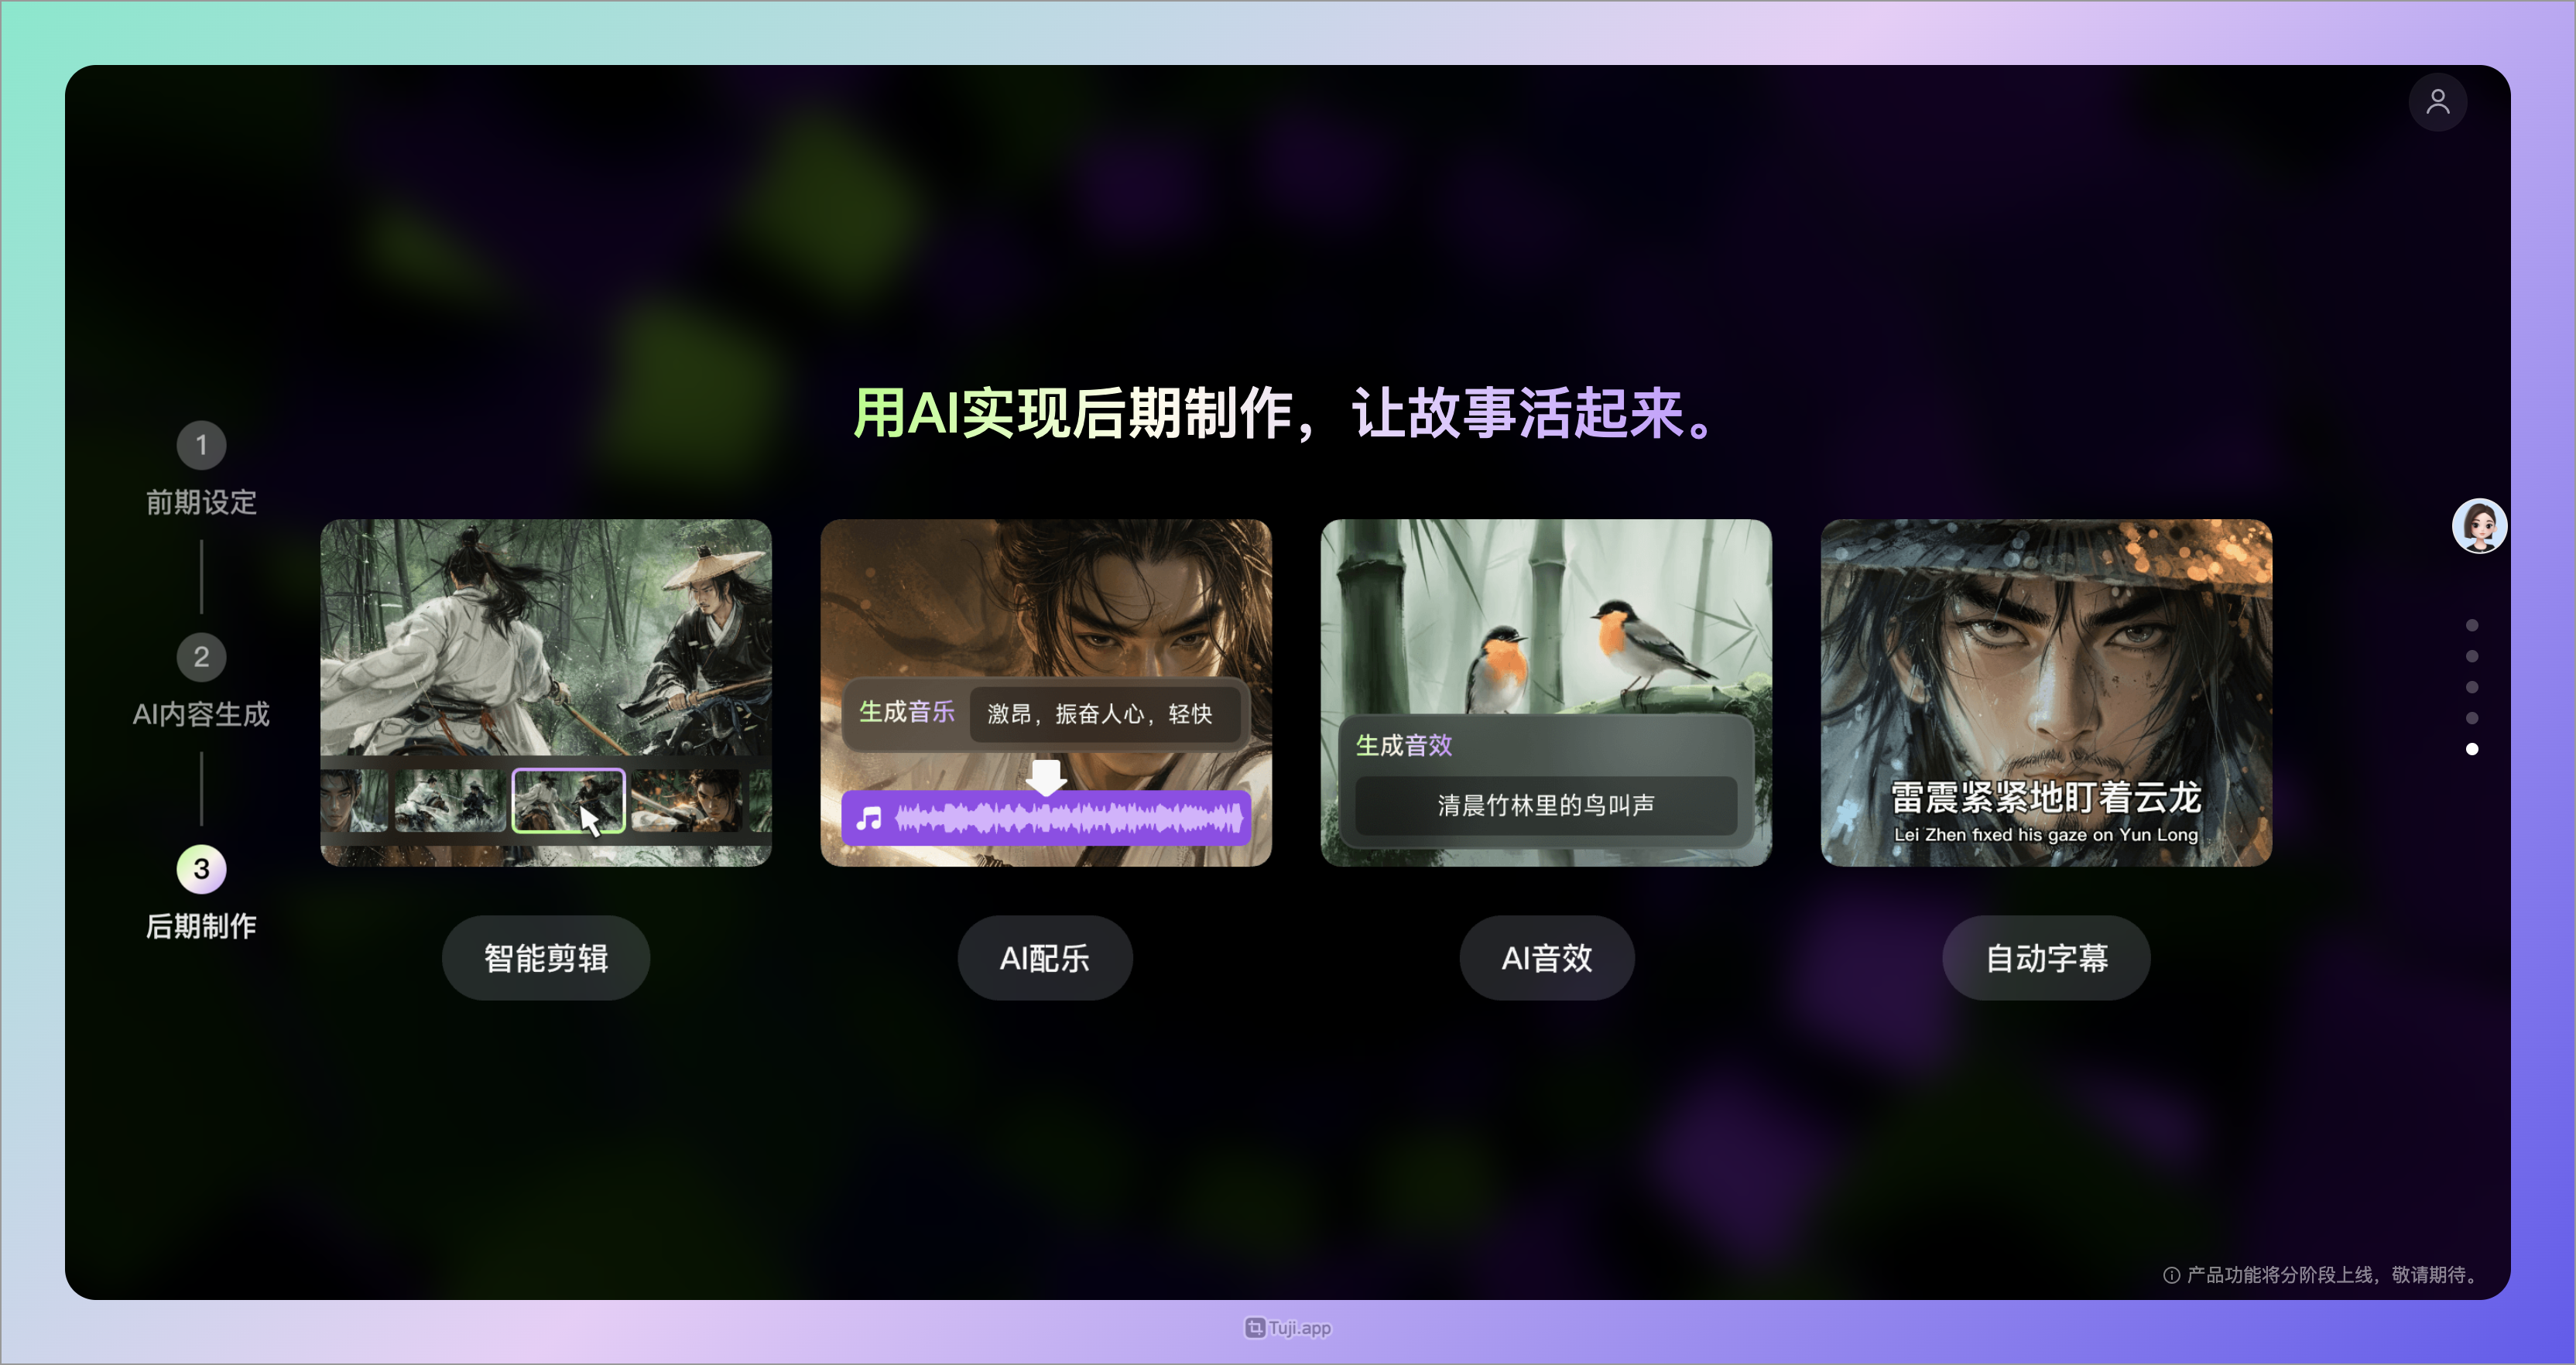 用AI实现后期制作，让故事活起来。
1
前期设定
2
AI内容生成
3
后期制作
生成音乐 激昂，振奋人心，轻快
生成音效
清晨竹林里的鸟叫声
雷震紧紧地盯着云龙
Lei Zhen fixed his gaze on Yun Long
智能剪辑
AI配乐
AI音效
自动字幕
产品功能将分阶段上线，敬请期待。
Tuji.app